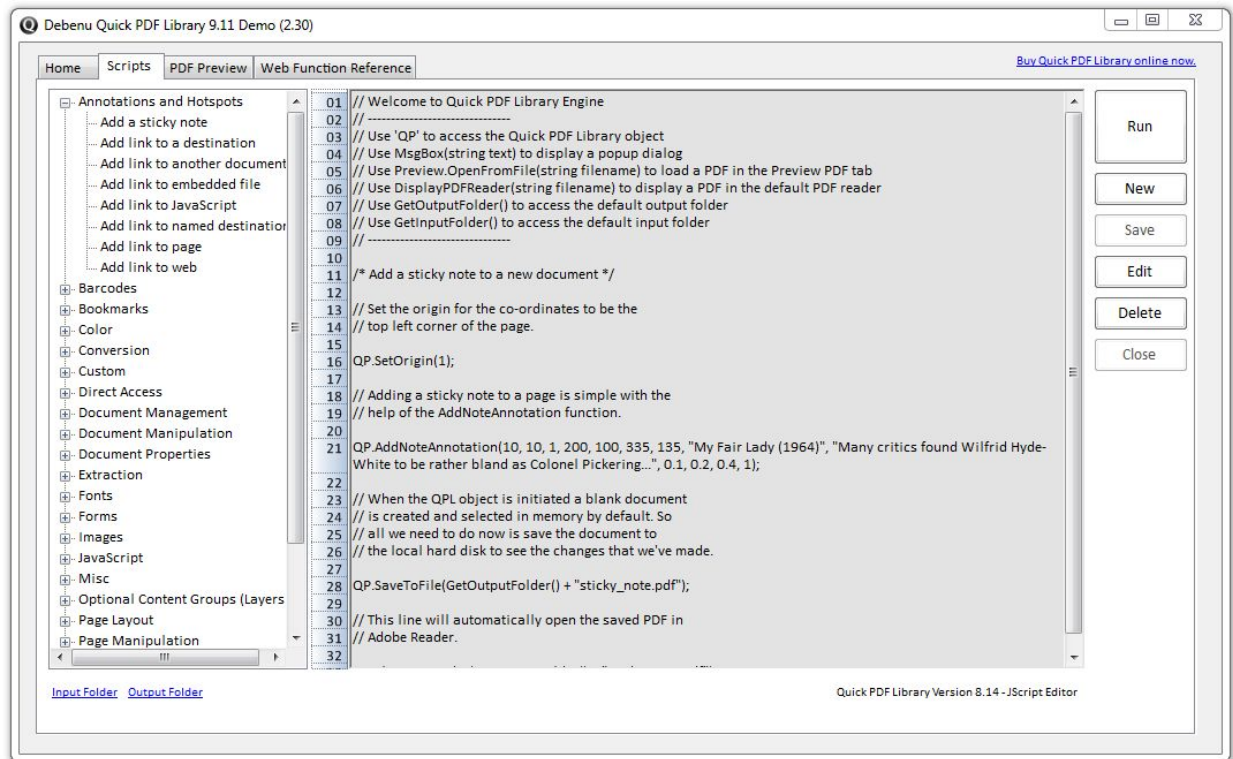 Debenu Quick PDF Library 9.11 Demo (2.30)
Home Scripts PDF Preview Web Function Reference
Buy Quick PDF Library online now.
Annotations and Hotspots
Add a sticky note
Add link to a destination
Add link to another document
Add link to embedded file
Add link to JavaScript
Add link to named destination
Add link to page
Add link to web
Barcodes
Bookmarks
Color
Conversion
Custom
Direct Access
Document Management
Document Manipulation
Document Properties
Extraction
Fonts
Forms
Images
JavaScript
Misc
Optional Content Groups (Layers
Page Layout
Page Manipulation
01 // Welcome to Quick PDF Library Engine
02 // -------------------------------
03 // Use 'QP' to access the Quick PDF Library object
04 // Use MsgBox(string text) to display a popup dialog
05 // Use Preview.OpenFromFile(string filename) to load a PDF in the Preview PDF tab
06 // Use DisplayPDFReader(string filename) to display a PDF in the default PDF reader
07 // Use GetOutputFolder() to access the default output folder
08 // Use GetInputFolder() to access the default input folder
09 // -------------------------------
10
11 /* Add a sticky note to a new document */
12
13 // Set the origin for the co-ordinates to be the
14 // top left corner of the page.
15
16 QP.SetOrigin(1);
17
18 // Adding a sticky note to a page is simple with the
19 // help of the AddNoteAnnotation function.
20
21 QP.AddNoteAnnotation(10, 10, 1, 200, 100, 335, 135, "My Fair Lady (1964)", "Many critics found Wilfrid Hyde-
White to be rather bland as Colonel Pickering...", 0.1, 0.2, 0.4, 1);
22
23 // When the QPL object is initiated a blank document
24 // is created and selected in memory by default. So
25 // all we need to do now is save the document to
26 // the local hard disk to see the changes that we've made.
27
28 QP.SaveToFile(GetOutputFolder() + "sticky_note.pdf");
29
30 // This line will automatically open the saved PDF in
31 // Adobe Reader.
32
Run
New
Save
Edit
Delete
Close
Input Folder Output Folder
Quick PDF Library Version 8.14 - JScript Editor